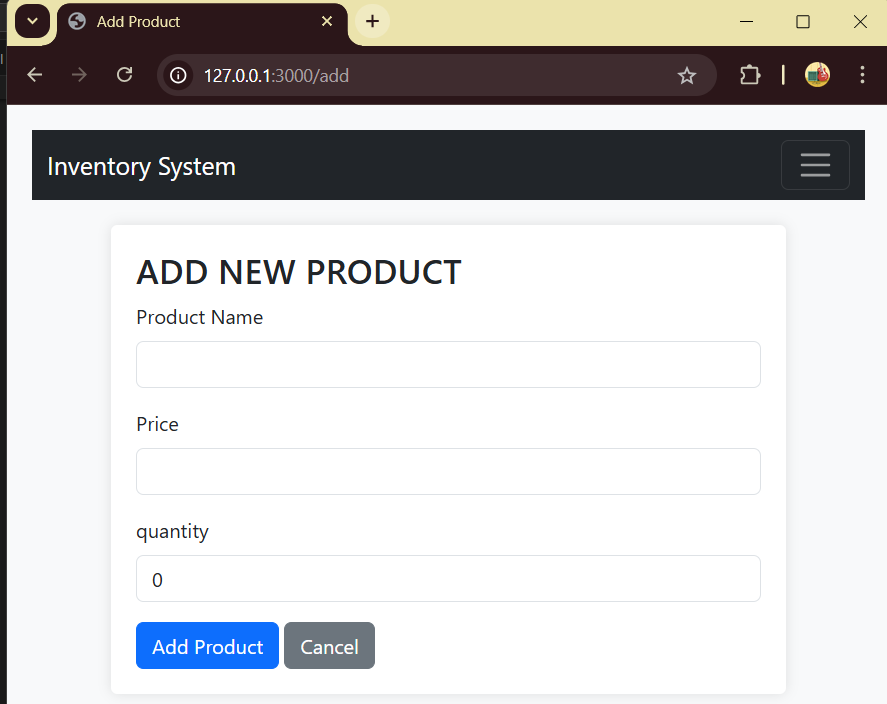 Add Product
127.0.0.1:3000/add
Inventory System
ADD NEW PRODUCT
Product Name
Price
quantity
0
Add Product Cancel